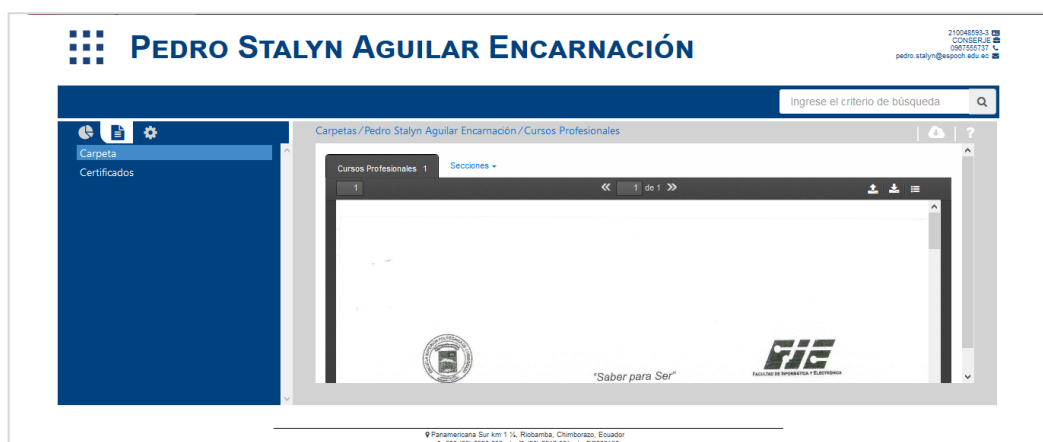 PEDRO STALYN AGUILAR ENCARNACIÓN
210048593-3
CONSERJE
0967555737
pedro.stalyn@espoch.edu.ec
Ingrese el criterio de búsqueda
Carpeta
Certificados
Carpetas / Pedro Stalyn Aguilar Encarnación / Cursos Profesionales
?
Cursos Profesionales 1
Secciones
1
1 de 1
"Saber para Ser"
FIE
FACULTAD DE INFORMÁTICA Y ELECTRÓNICA
Panamericana Sur km 1 ½, Riobamba, Chimborazo, Ecuador